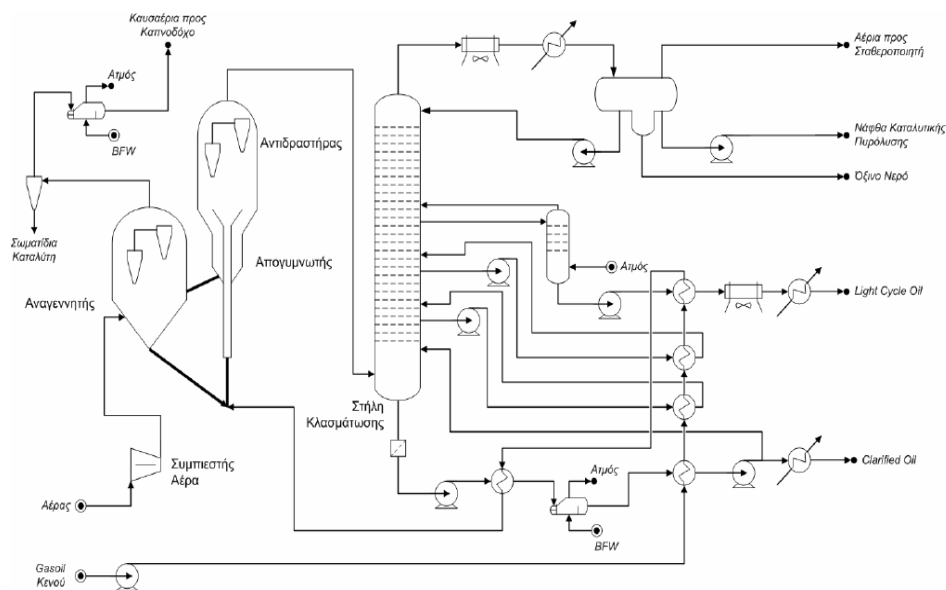 Καυσαέρια προς
Καπνοδόχο
Ατμός
BFW
Σωματίδια
Καταλύτη
Αναγεννητής
Αντιδραστήρας
Απογυμνωτής
Αέρια προς
Σταθεροποιητή
Νάφθα Καταλυτικής
Πυρόλυσης
Όξινο Νερό
Ατμός
Light Cycle Oil
Στήλη
Κλασμάτωσης
Συμπιεστής
Αέρα
Αέρας
Ατμός
Clarified Oil
BFW
Gasoil
Κενού